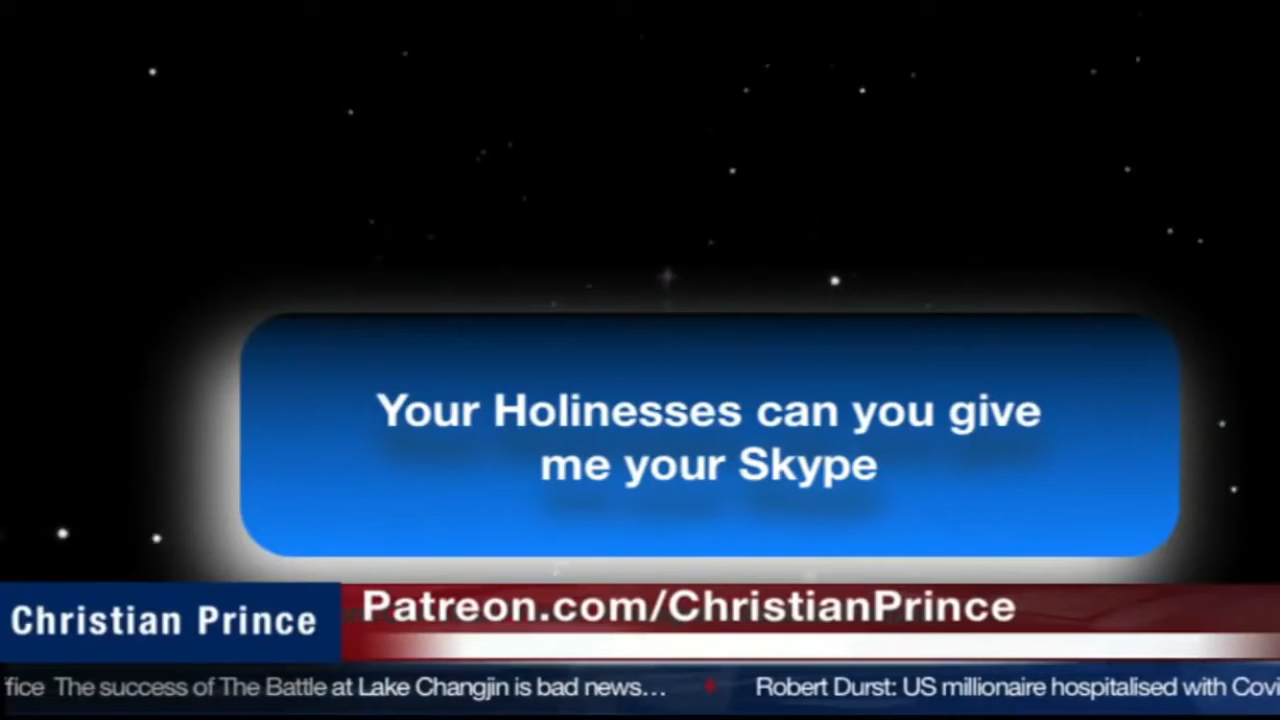 Your Holinesses can you give
me your Skype
Christian Prince
Patreon.com/ChristianPrince
ffice The success of The Battle at Lake Changjin is bad news… Robert Durst: US millionaire hospitalised with Covi